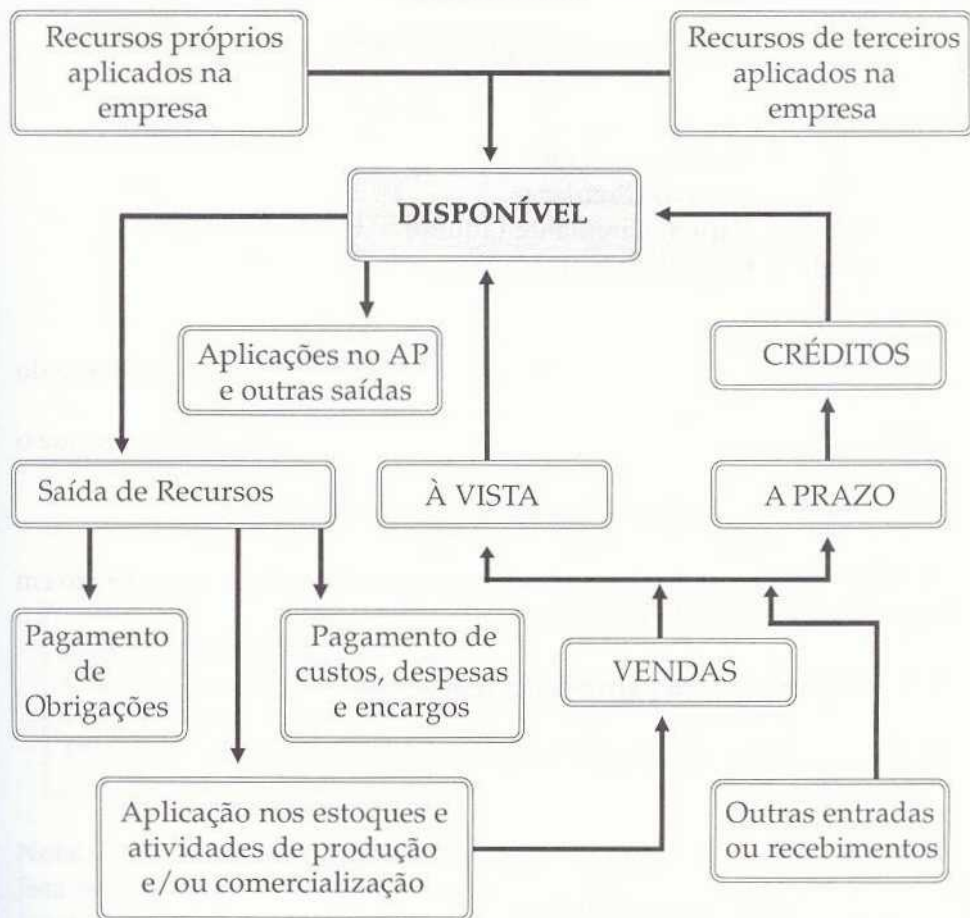 Recursos próprios
aplicados na
empresa
Recursos de terceiros
aplicados na
empresa
DISPONÍVEL
Aplicações no AP
e outras saídas
CRÉDITOS
Saída de Recursos
À VISTA
A PRAZO
Pagamento
de
Obrigações
Pagamento de
custos, despesas
e encargos
VENDAS
Aplicação nos estoques e
atividades de produção
e/ou comercialização
Outras entradas
ou recebimentos